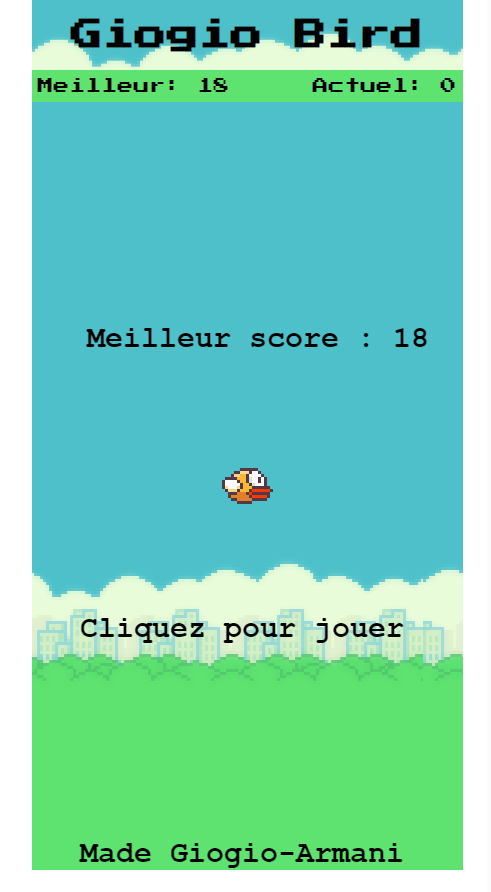 Giogio Bird
Meilleur: 18 Actuel: 0
Meilleur score : 18
Cliquez pour jouer
Made Giogio-Armani